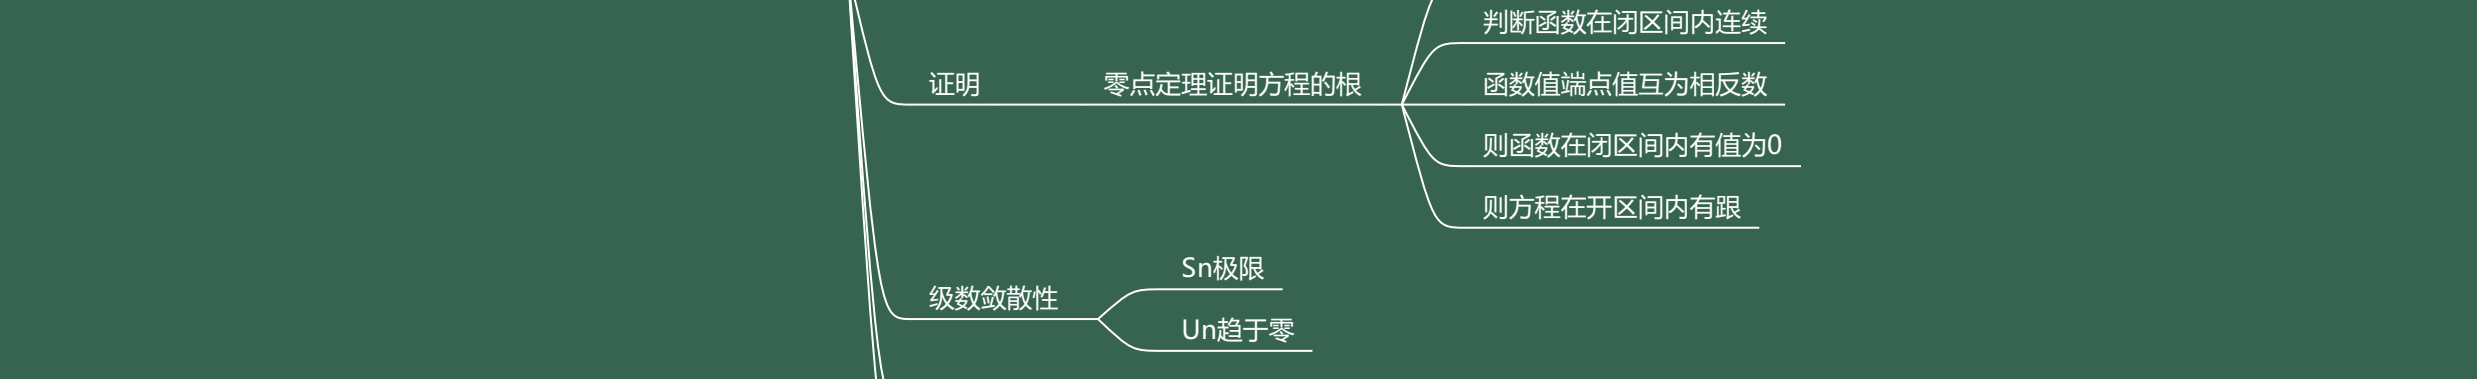 判断函数在闭区间内连续
证明
零点定理证明方程的根
函数值端点值互为相反数
则函数在闭区间内有值为0
则方程在开区间内有跟
级数敛散性
Sn极限
Un趋于零